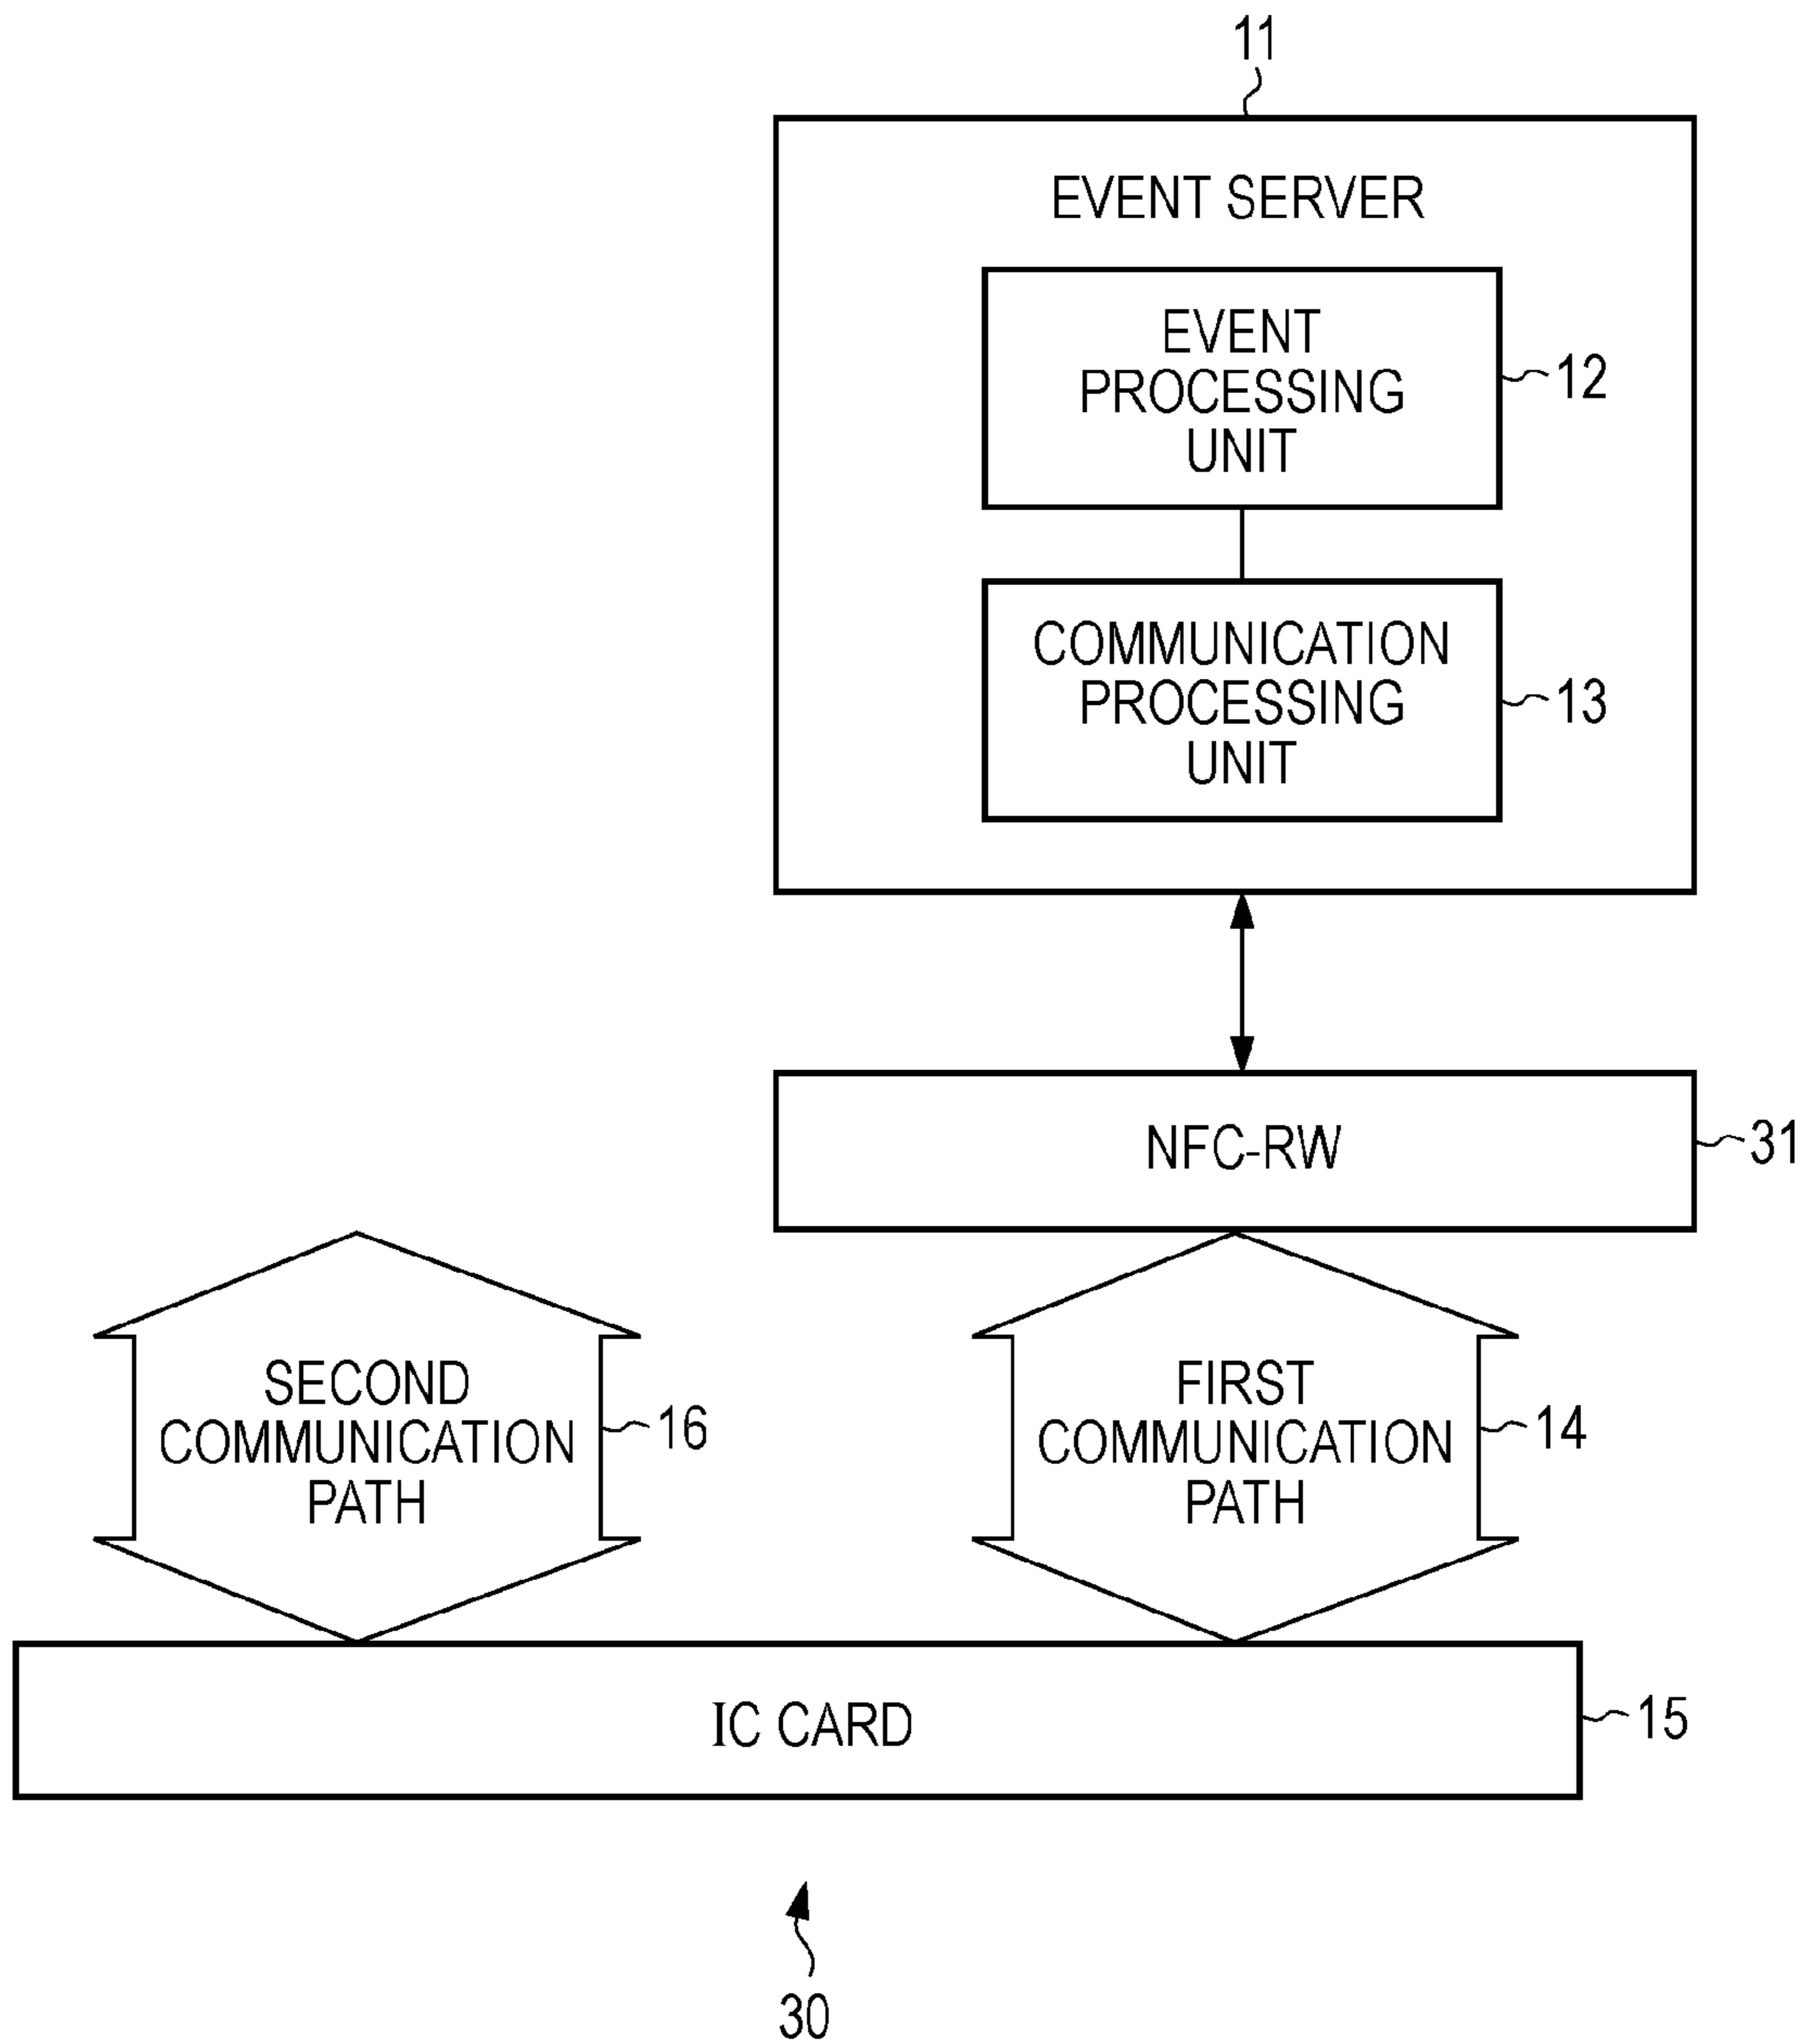 11
EVENT SERVER
EVENT
PROCESSING
UNIT
12
COMMUNICATION
PROCESSING
UNIT
13
NFC-RW
31
SECOND
COMMUNICATION
PATH
16
FIRST
COMMUNICATION
PATH
14
IC CARD
15
30